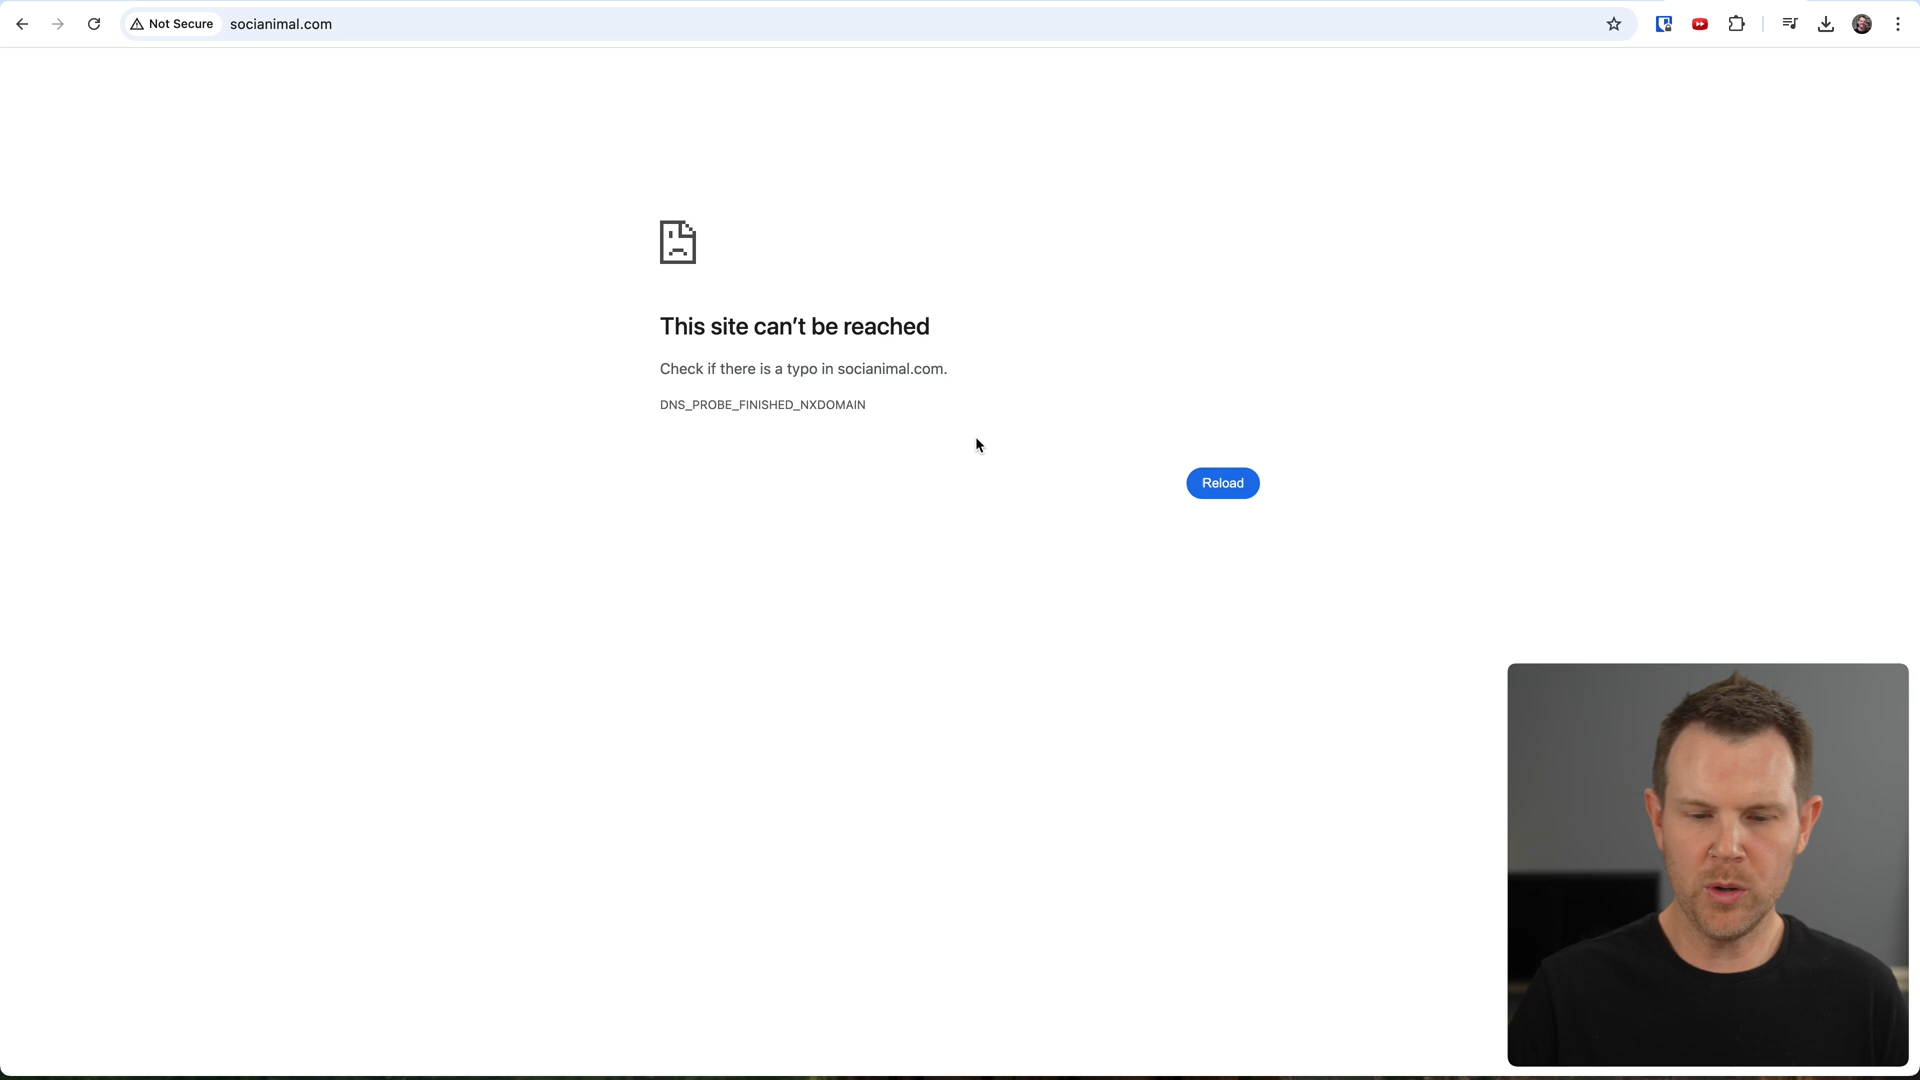 Not Secure socianimal.com
This site can’t be reached
Check if there is a typo in socianimal.com.
DNS_PROBE_FINISHED_NXDOMAIN
Reload